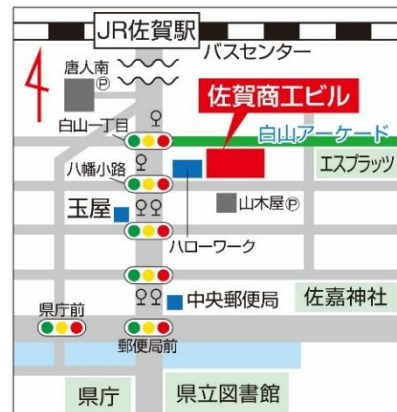 JR佐賀駅
バスセンター
唐人南
Ⓟ
佐賀商工ビル
白山一丁目
白山アーケード
八幡小路
エスプラッツ
玉屋
山木屋Ⓟ
ハローワーク
中央郵便局
佐嘉神社
県庁前
郵便局前
県庁
県立図書館